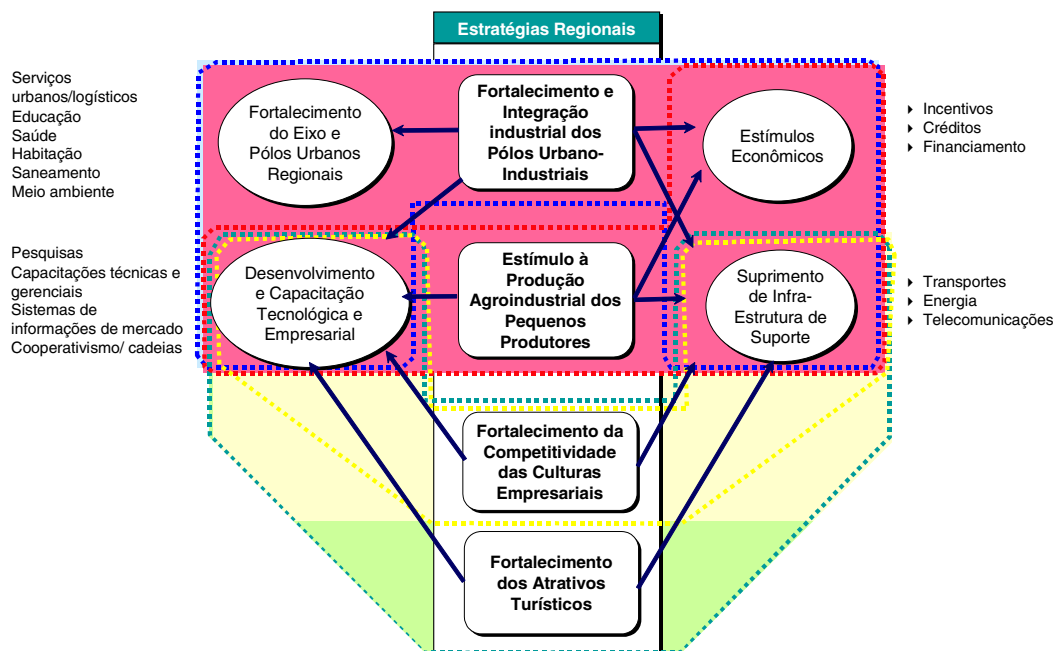 Estratégias Regionais
Serviços
urbanos/logísticos
Educação
Saúde
Habitação
Saneamento
Meio ambiente
Fortalecimento
do Eixo e
Pólos Urbanos
Regionais
Fortalecimento e
Integração
industrial dos
Pólos Urbano-
Industriais
Estímulos
Econômicos
Incentivos
Créditos
Financiamento
Pesquisas
Capacitações técnicas e
gerenciais
Sistemas de
informações de mercado
Cooperativismo/ cadeias
Desenvolvimento
e Capacitação
Tecnológica e
Empresarial
Estímulo à
Produção
Agroindustrial dos
Pequenos
Produtores
Suprimento
de Infra-
Estrutura de
Suporte
Transportes
Energia
Telecomunicações
Fortalecimento da
Competitividade
das Culturas
Empresariais
Fortalecimento
dos Atrativos
Turísticos